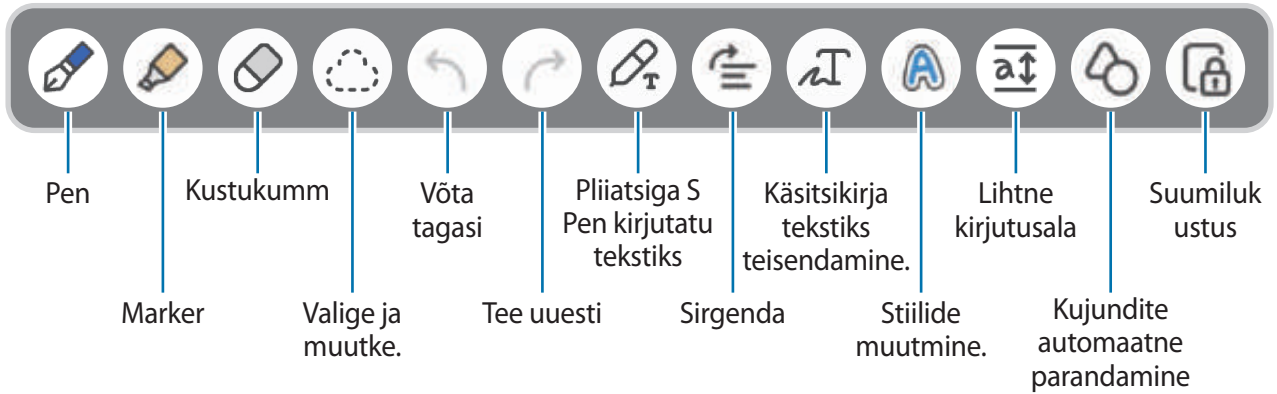 Pen
Kustukumm
Võta
tagasi
Pliiatsiga S
Pen kirjutatu
tekstiks
Käsitsikirja
tekstiks
teisendamine.
Lihtne
kirjutusala
Suumiluk
ustus
Marker
Valige ja
muutke.
Tee uuesti
Sirgenda
Stiilide
muutmine.
Kujundite
automaatne
parandamine